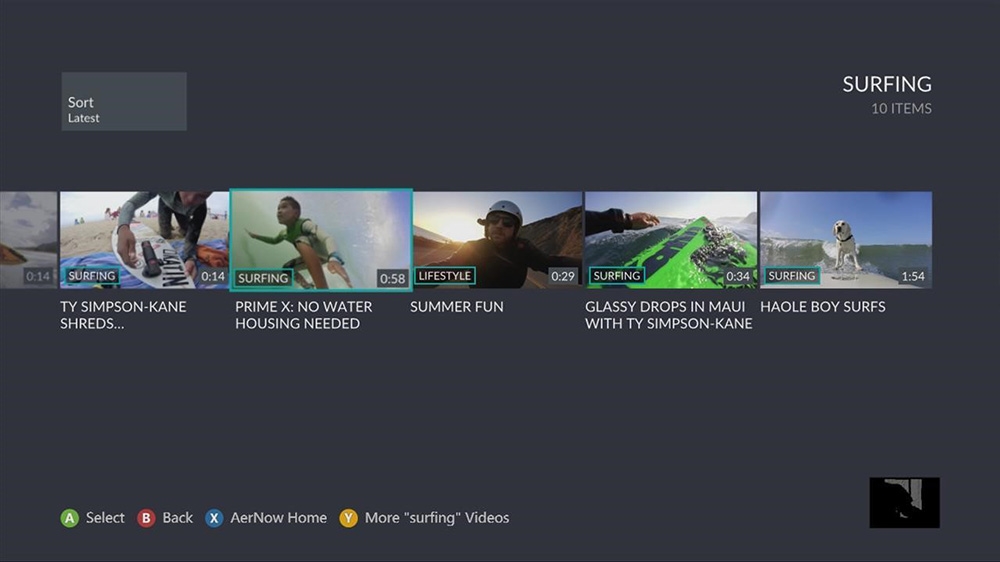 Sort
Latest
SURFING
10 ITEMS
0:14
SURFING
0:14
SURFING
0:58
LIFESTYLE
0:29
SURFING
0:34
SURFING
1:54
TY SIMPSON-KANE
SHREDS...
PRIME X: NO WATER
HOUSING NEEDED
SUMMER FUN
GLASSY DROPS IN MAUI
WITH TY SIMPSON-KANE
HAOLE BOY SURFS
A Select
B Back
X AerNow Home
Y More "surfing" Videos